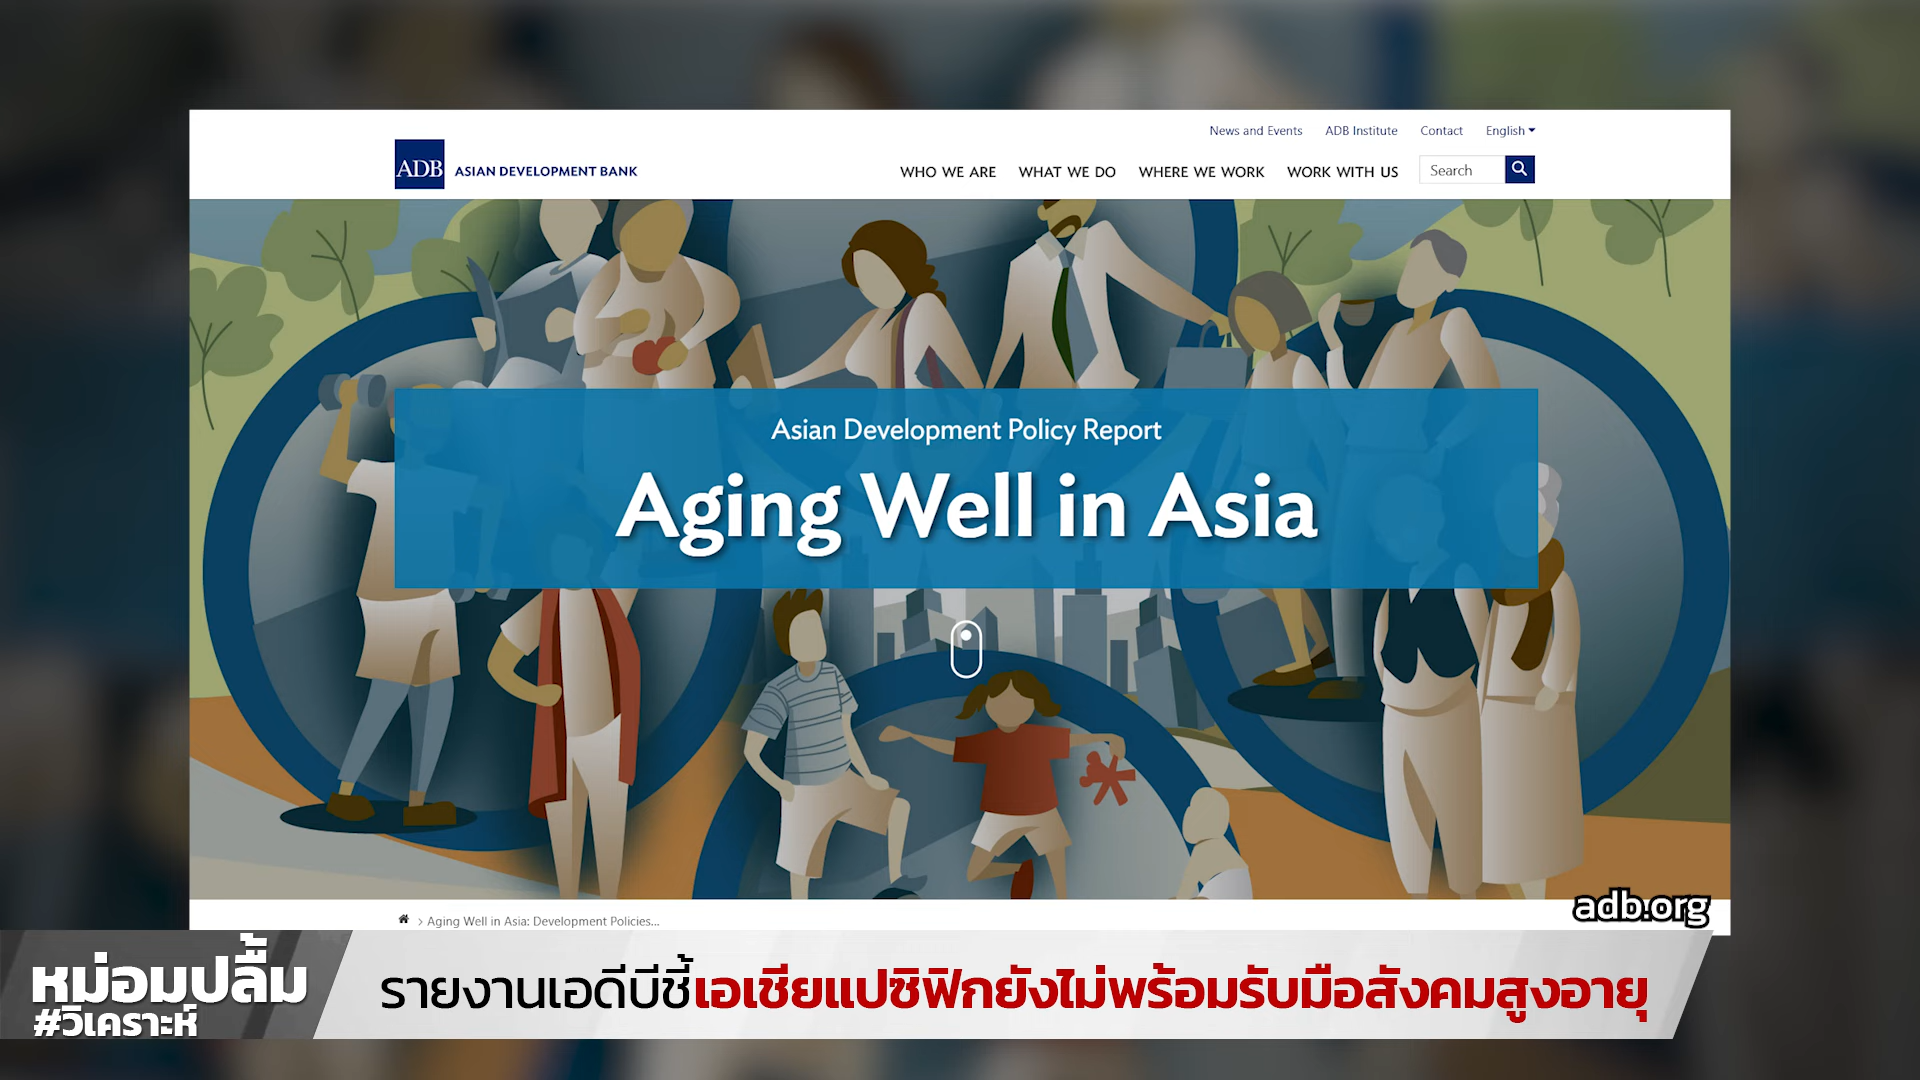 News and Events ADB Institute Contact English
ADB ASIAN DEVELOPMENT BANK
WHO WE ARE WHAT WE DO WHERE WE WORK WORK WITH US Search
Asian Development Policy Report
Aging Well in Asia
adb.org
> Aging Well in Asia: Development Policies...
หม่อมปลื้ม
#วิเคราะห์
รายงานเอดีบีชี้เอเชียแปซิฟิกยังไม่พร้อมรับมือสังคมสูงอายุ